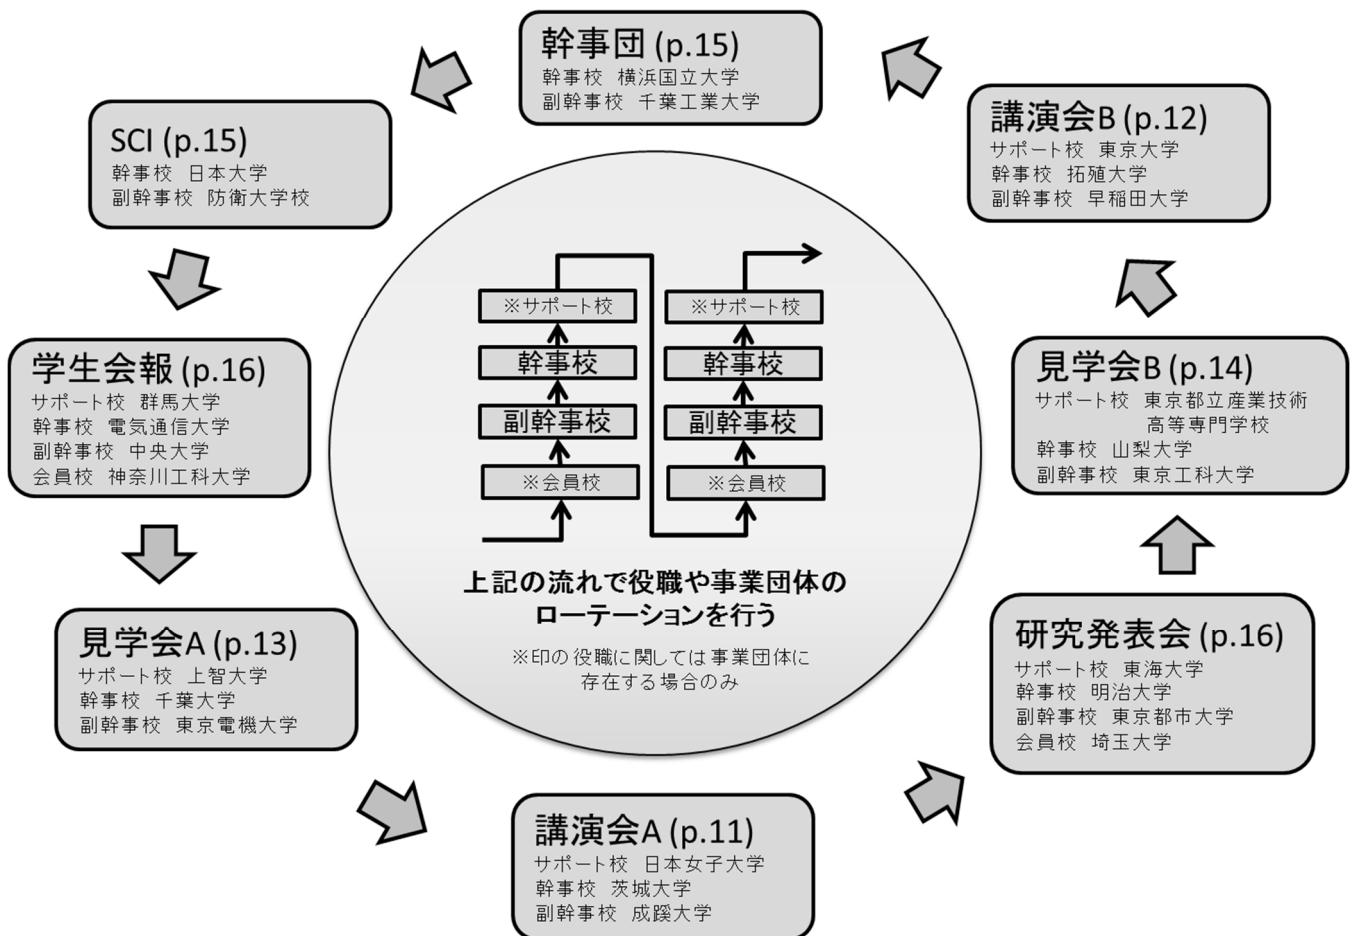 幹事団 (p.15)
幹事校 横浜国立大学
副幹事校 千葉工業大学
SCI (p.15)
幹事校 日本大学
副幹事校 防衛大学校
学生会報 (p.16)
サポート校 群馬大学
幹事校 電気通信大学
副幹事校 中央大学
会員校 神奈川工科大学
見学会A (p.13)
サポート校 上智大学
幹事校 千葉大学
副幹事校 東京電機大学
講演会A (p.11)
サポート校 日本女子大学
幹事校 茨城大学
副幹事校 成蹊大学
研究発表会 (p.16)
サポート校 東海大学
幹事校 明治大学
副幹事校 東京都市大学
会員校 埼玉大学
見学会B (p.14)
サポート校 東京都立産業技術
高等専門学校
幹事校 山梨大学
副幹事校 東京工科大学
講演会B (p.12)
サポート校 東京大学
幹事校 拓殖大学
副幹事校 早稲田大学
※サポート校
幹事校
副幹事校
※会員校
※サポート校
幹事校
副幹事校
※会員校
上記の流れで役職や事業団体の
ローテーションを行う
※印の役職に関しては事業団体に
存在する場合のみ